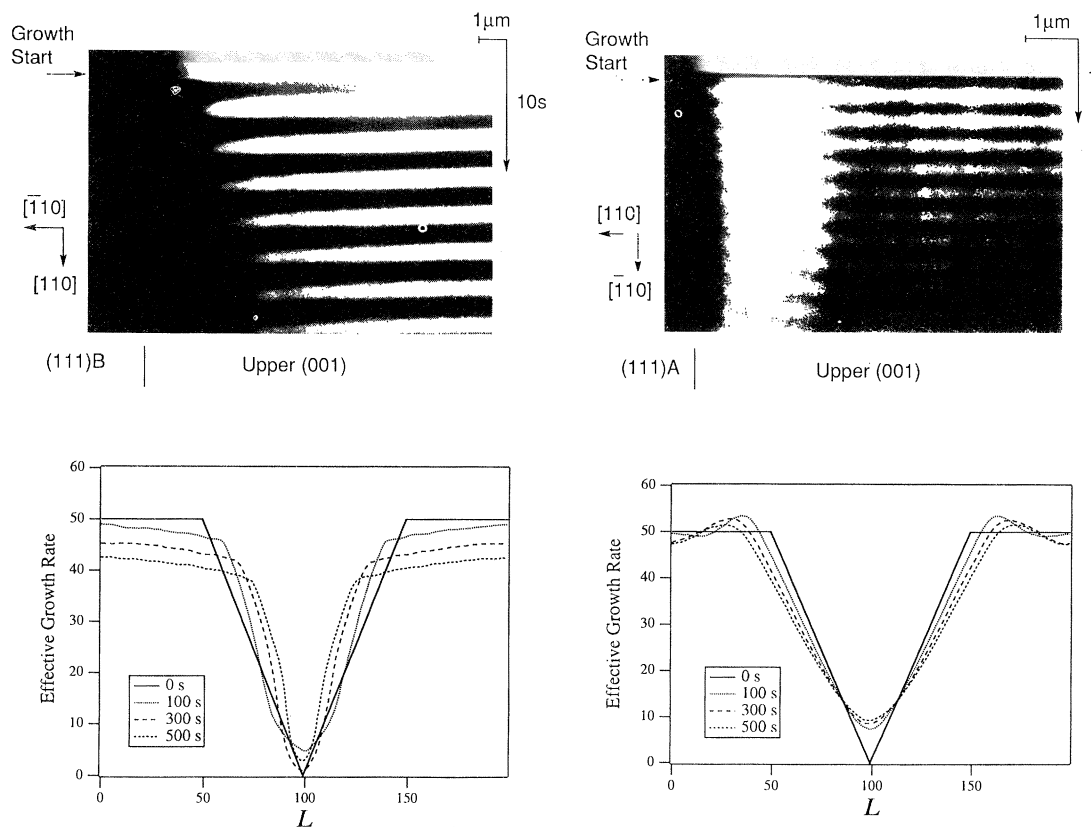 1μm
Growth
Start
10s
[1̅10]
[110]
(111)B
Upper (001)
1μm
Growth
Start
[110]
[1̅10]
(111)A
Upper (001)
60
50
40
30
20
10
0
Effective Growth Rate
0 s
100 s
300 s
500 s
0
50
100
150
L
60
50
40
30
20
10
0
Effective Growth Rate
0 s
100 s
300 s
500 s
0
50
100
150
L